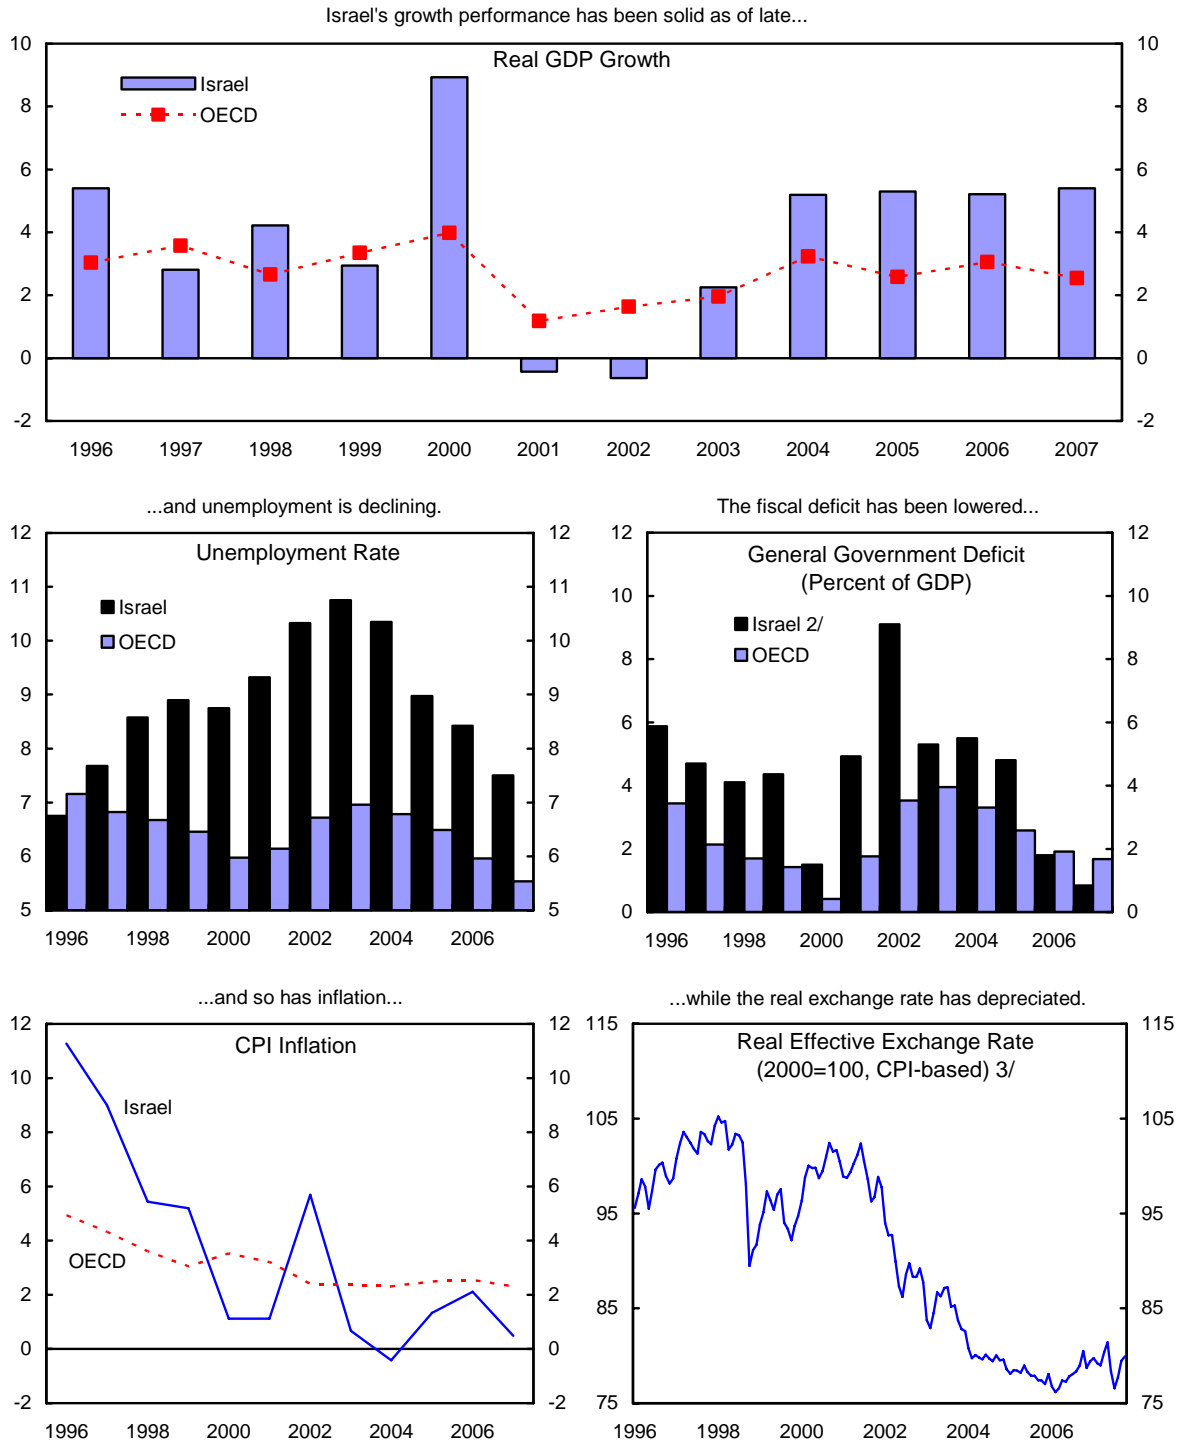 Israel's growth performance has been solid as of late...
Real GDP Growth
Israel
OECD
10 10
8 8
6 6
4 4
2 2
0 0
-2 -2
1996 1997 1998 1999 2000 2001 2002 2003 2004 2005 2006 2007
...and unemployment is declining.
Unemployment Rate
Israel
OECD
12 12
11 11
10 10
9 9
8 8
7 7
6 6
5 5
1996 1998 2000 2002 2004 2006
The fiscal deficit has been lowered...
General Government Deficit
(Percent of GDP)
Israel 2/
OECD
12 12
10 10
8 8
6 6
4 4
2 2
0 0
1996 1998 2000 2002 2004 2006
...and so has inflation...
CPI Inflation
Israel
OECD
12 12
10 10
8 8
6 6
4 4
2 2
0 0
-2 -2
1996 1998 2000 2002 2004 2006
...while the real exchange rate has depreciated.
Real Effective Exchange Rate
(2000=100, CPI-based) 3/
115 115
105 105
95 95
85 85
75 75
1996 1998 2000 2002 2004 2006